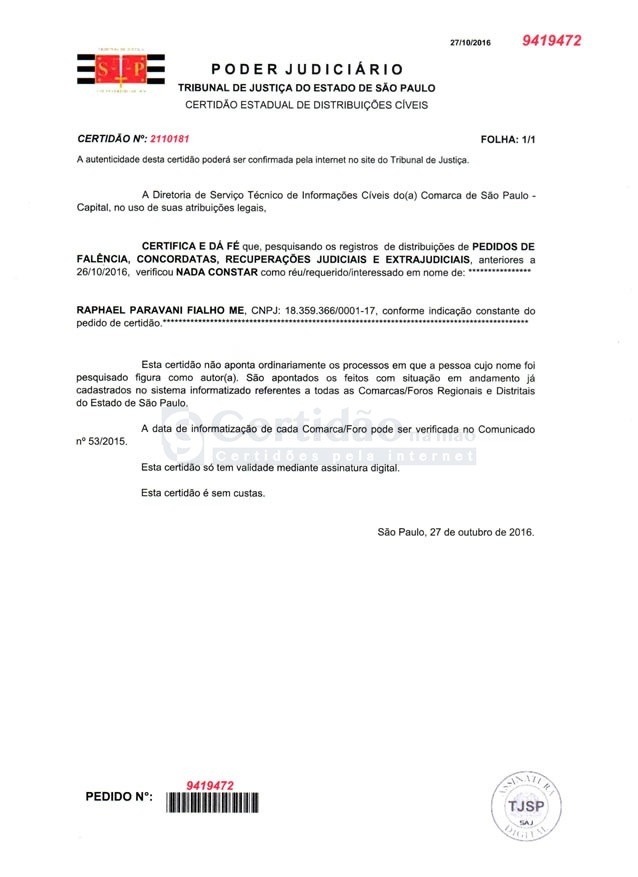 27/10/2016 9419472
S P
PODER JUDICIÁRIO
TRIBUNAL DE JUSTIÇA DO ESTADO DE SÃO PAULO
CERTIDÃO ESTADUAL DE DISTRIBUIÇÕES CÍVEIS
CERTIDÃO Nº: 2110181 FOLHA: 1/1
A autenticidade desta certidão poderá ser confirmada pela internet no site do Tribunal de Justiça.
A Diretoria de Serviço Técnico de Informações Cíveis do(a) Comarca de São Paulo -
Capital, no uso de suas atribuições legais,
CERTIFICA E DÁ FÉ que, pesquisando os registros de distribuições de PEDIDOS DE
FALÊNCIA, CONCORDATAS, RECUPERAÇÕES JUDICIAIS E EXTRAJUDICIAIS, anteriores a
26/10/2016, verificou NADA CONSTAR como réu/requerido/interessado em nome de: ****************
RAPHAEL PARAVANI FIALHO ME, CNPJ: 18.359.366/0001-17, conforme indicação constante do
pedido de certidão.*********************************************************************************************
Esta certidão não aponta ordinariamente os processos em que a pessoa cujo nome foi
pesquisado figura como autor(a). São apontados os feitos com situação em andamento já
cadastrados no sistema informatizado referentes a todas as Comarcas/Foros Regionais e Distritais
do Estado de São Paulo.
A data de informatização de cada Comarca/Foro pode ser verificada no Comunicado
nº 53/2015.
Certidão na mão
Certidões pela internet
Esta certidão só tem validade mediante assinatura digital.
Esta certidão é sem custas.
São Paulo, 27 de outubro de 2016.
PEDIDO Nº: 9419472
ASSINATURA
TJSP
SAJ
DIGITAL